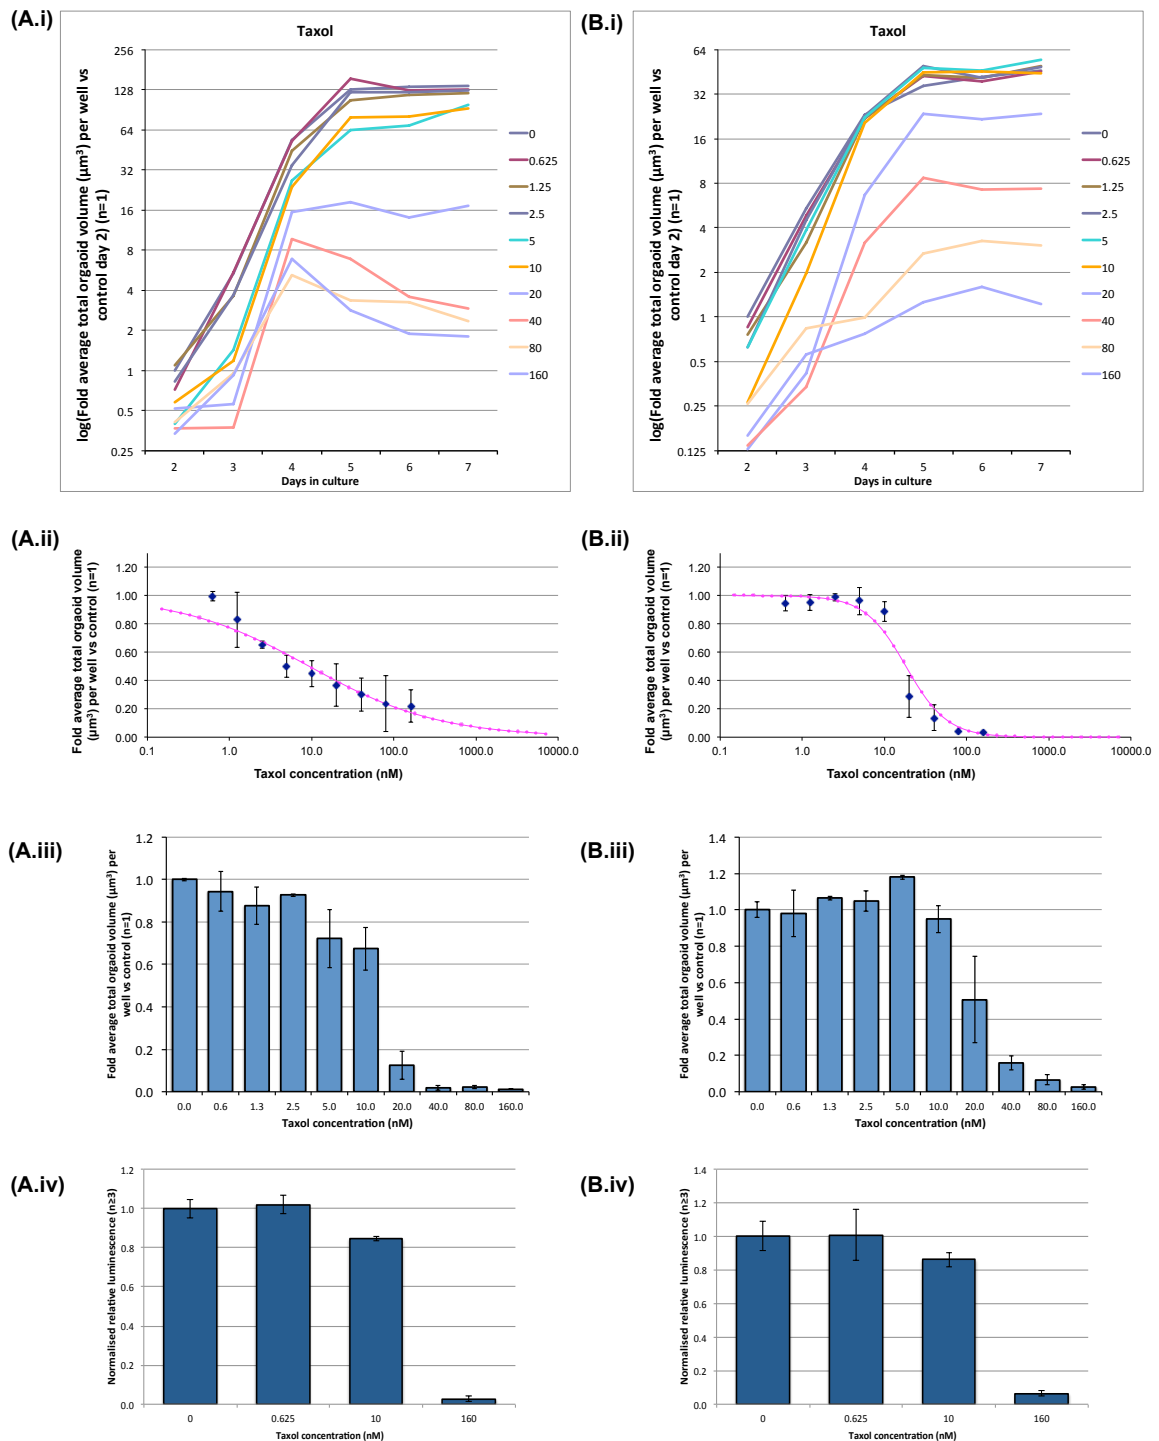 (A.i)
Taxol
log(Fold average total orgaoid volume (µm³) per well vs
control day 2) (n=1)
256
128
64
32
16
8
4
2
1
0.5
0.25
2 3 4 5 6 7
Days in culture
0
0.625
1.25
2.5
5
10
20
40
80
160
(B.i)
Taxol
log(Fold average total orgaoid volume (µm³) per well vs
control day 2) (n=1)
64
32
16
8
4
2
1
0.5
0.25
0.125
2 3 4 5 6 7
Days in culture
0
0.625
1.25
2.5
5
10
20
40
80
160
(A.ii)
Fold average total orgaoid volume
(µm³) per well vs control (n=1)
1.20
1.00
0.80
0.60
0.40
0.20
0.00
0.1 1.0 10.0 100.0 1000.0 10000.0
Taxol concentration (nM)
(B.ii)
Fold average total orgaoid volume
(µm³) per well vs control (n=1)
1.20
1.00
0.80
0.60
0.40
0.20
0.00
0.1 1.0 10.0 100.0 1000.0 10000.0
Taxol concentration (nM)
(A.iii)
Fold average total orgaoid volume (µm³) per
well vs control (n=1)
1.2
1.0
0.8
0.6
0.4
0.2
0.0
0.0 0.6 1.3 2.5 5.0 10.0 20.0 40.0 80.0 160.0
Taxol concentration (nM)
(B.iii)
Fold average total orgaoid volume (µm³) per
well vs control (n=1)
1.4
1.2
1.0
0.8
0.6
0.4
0.2
0.0
0.0 0.6 1.3 2.5 5.0 10.0 20.0 40.0 80.0 160.0
Taxol concentration (nM)
(A.iv)
Normalised relative luminescence (n≥3)
1.2
1.0
0.8
0.6
0.4
0.2
0.0
0 0.625 10 160
Taxol concentration (nM)
(B.iv)
Normalised relative luminescence (n≥3)
1.4
1.2
1.0
0.8
0.6
0.4
0.2
0.0
0 0.625 10 160
Taxol concentration (nM)